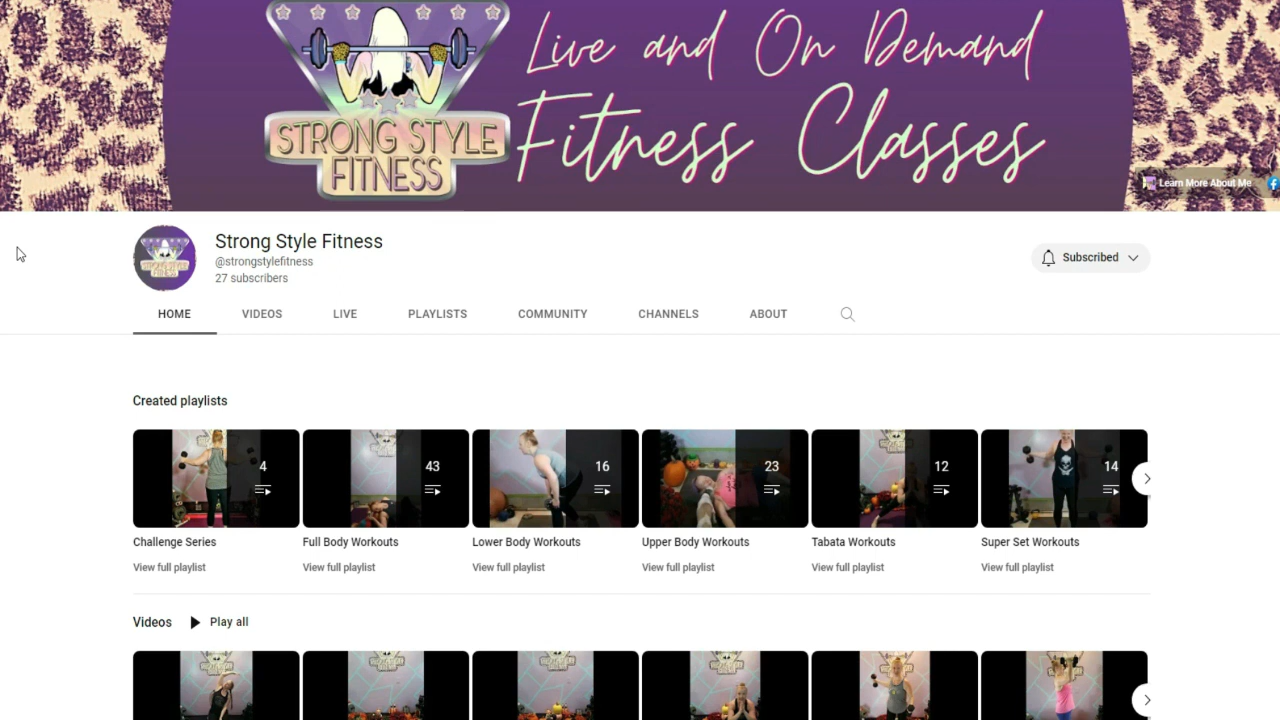 Live and On Demand
Fitness Classes
STRONG STYLE
FITNESS
Learn More About Me
Strong Style Fitness
@strongstylefitness
27 subscribers
Subscribed
HOME VIDEOS LIVE PLAYLISTS COMMUNITY CHANNELS ABOUT
Created playlists
4 43 16 23 12 14
Challenge Series Full Body Workouts Lower Body Workouts Upper Body Workouts Tabata Workouts Super Set Workouts
View full playlist View full playlist View full playlist View full playlist View full playlist View full playlist
Videos Play all